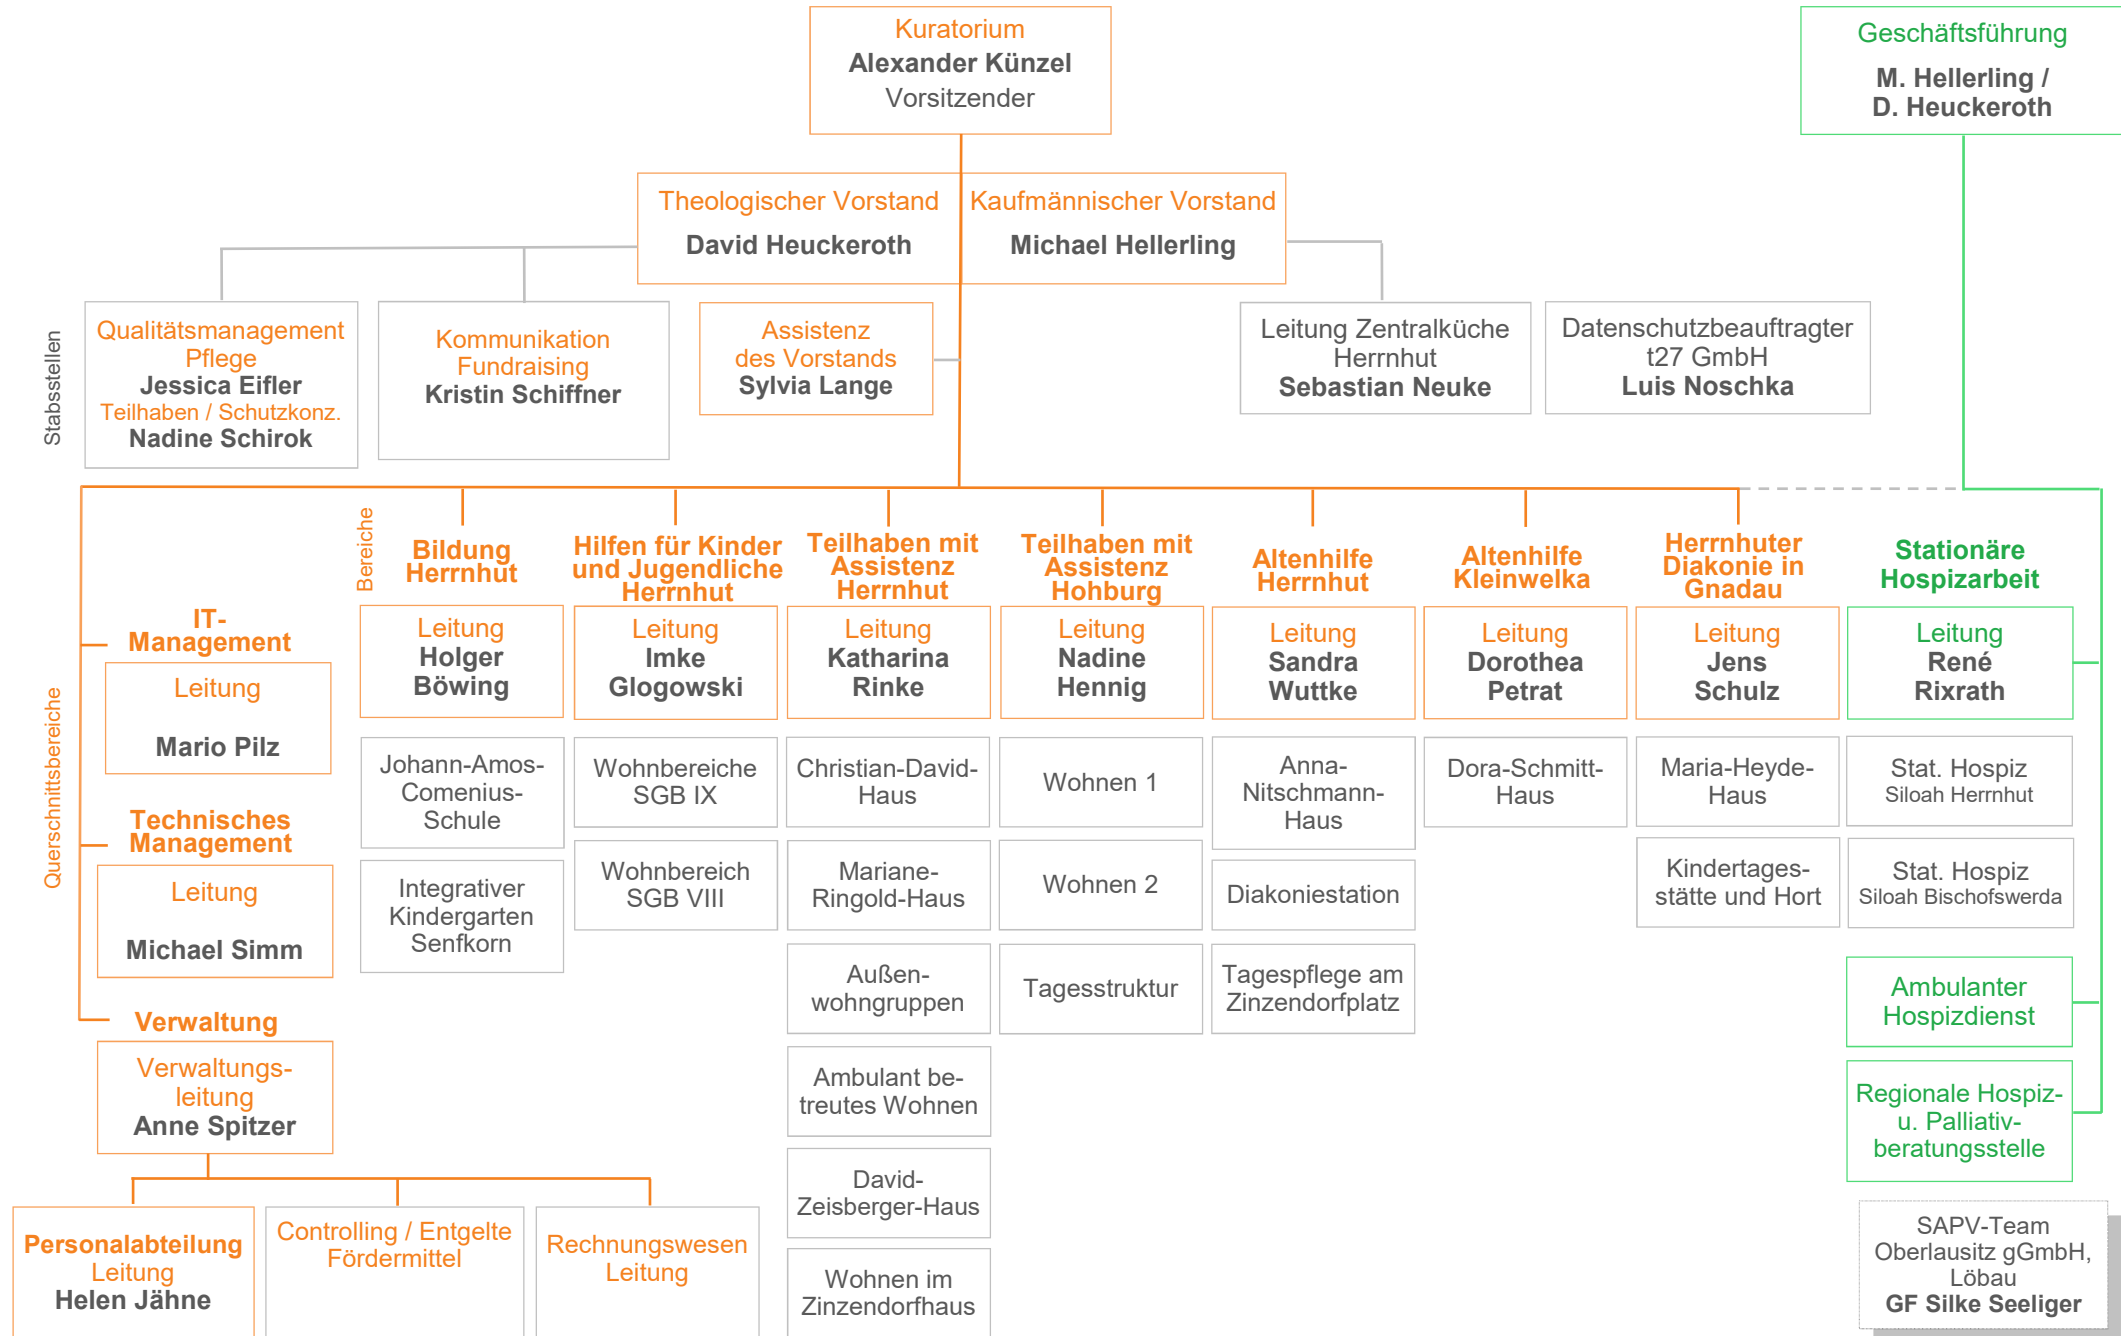 Kuratorium
Alexander Künzel
Vorsitzender
Geschäftsführung
M. Hellerling /
D. Heuckeroth
Theologischer Vorstand
David Heuckeroth
Kaufmännischer Vorstand
Michael Hellerling
Stabsstellen
Qualitätsmanagement
Pflege
Jessica Eifler
Teilhaben / Schutzkonz.
Nadine Schirok
Kommunikation
Fundraising
Kristin Schiffner
Assistenz
des Vorstands
Sylvia Lange
Leitung Zentralküche
Herrnhut
Sebastian Neuke
Datenschutzbeauftragter
t27 GmbH
Luis Noschka
Querschnittsbereiche
IT-
Management
Leitung
Mario Pilz
Technisches
Management
Leitung
Michael Simm
Verwaltung
Verwaltungs-
leitung
Anne Spitzer
Personalabteilung
Leitung
Helen Jähne
Controlling / Entgelte
Fördermittel
Rechnungswesen
Leitung
Bereiche
Bildung
Herrnhut
Leitung
Holger
Böwing
Johann-Amos-
Comenius-
Schule
Integrativer
Kindergarten
Senfkorn
Hilfen für Kinder
und Jugendliche
Herrnhut
Leitung
Imke
Glogowski
Wohnbereiche
SGB IX
Wohnbereich
SGB VIII
Teilhaben mit
Assistenz
Herrnhut
Leitung
Katharina
Rinke
Christian-David-
Haus
Mariane-
Ringold-Haus
Außen-
wohngruppen
Ambulant be-
treutes Wohnen
David-
Zeisberger-Haus
Wohnen im
Zinzendorfhaus
Teilhaben mit
Assistenz
Hohburg
Leitung
Nadine
Hennig
Wohnen 1
Wohnen 2
Tagesstruktur
Altenhilfe
Herrnhut
Leitung
Sandra
Wuttke
Anna-
Nitschmann-
Haus
Diakoniestation
Tagespflege am
Zinzendorfplatz
Altenhilfe
Kleinwelka
Leitung
Dorothea
Petrat
Dora-Schmitt-
Haus
Herrnhuter
Diakonie in
Gnadau
Leitung
Jens
Schulz
Maria-Heyde-
Haus
Kindertages-
stätte und Hort
Stationäre
Hospizarbeit
Leitung
René
Rixrath
Stat. Hospiz
Siloah Herrnhut
Stat. Hospiz
Siloah Bischofswerda
Ambulanter
Hospizdienst
Regionale Hospiz-
u. Palliativ-
beratungsstelle
SAPV-Team
Oberlausitz gGmbH,
Löbau
GF Silke Seeliger